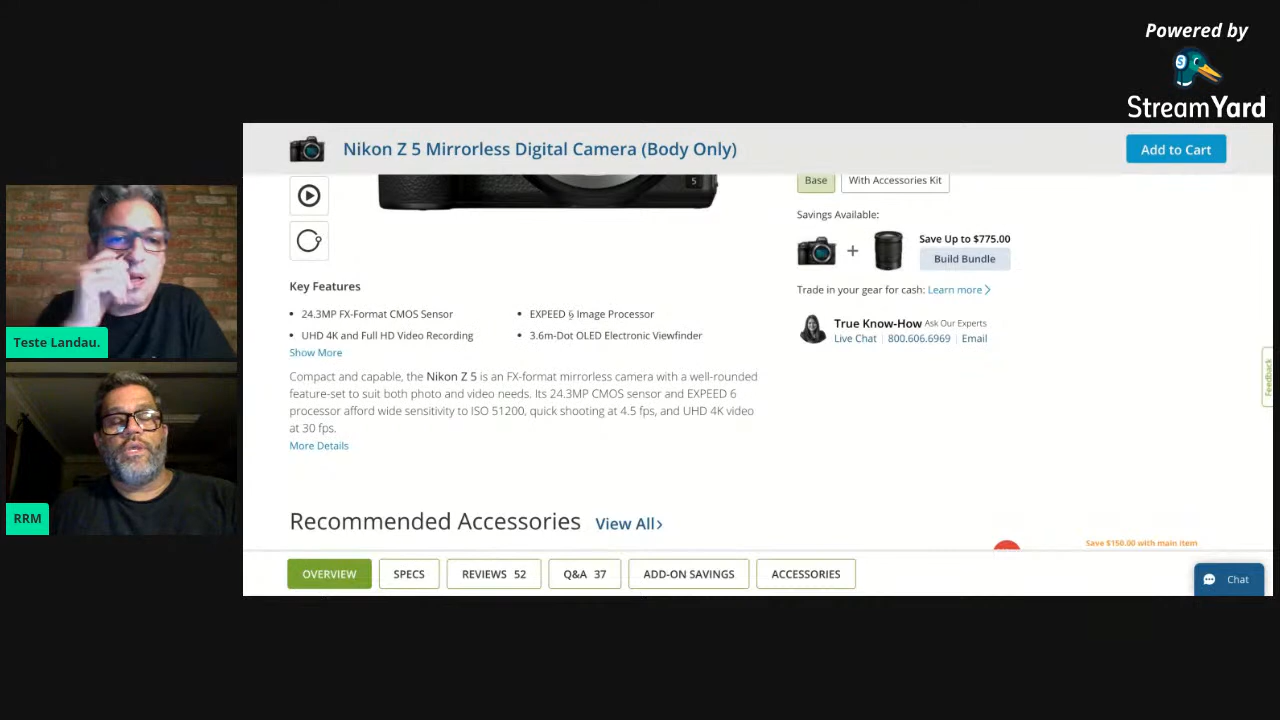 Powered by
StreamYard
Nikon Z 5 Mirrorless Digital Camera (Body Only)
Add to Cart
5
Base
With Accessories Kit
Savings Available:
+
Save Up to $775.00
Build Bundle
Trade in your gear for cash: Learn more >
True Know-How Ask Our Experts
Live Chat | 800.606.6969 | Email
Feedback
Key Features
• 24.3MP FX-Format CMOS Sensor
• EXPEED 6 Image Processor
• UHD 4K and Full HD Video Recording
• 3.6m-Dot OLED Electronic Viewfinder
Show More
Compact and capable, the Nikon Z 5 is an FX-format mirrorless camera with a well-rounded
feature-set to suit both photo and video needs. Its 24.3MP CMOS sensor and EXPEED 6
processor afford wide sensitivity to ISO 51200, quick shooting at 4.5 fps, and UHD 4K video
at 30 fps.
More Details
Recommended Accessories View All >
Save $150.00 with main item
OVERVIEW
SPECS
REVIEWS 52
Q&A 37
ADD-ON SAVINGS
ACCESSORIES
Chat
Teste Landau.
RRM